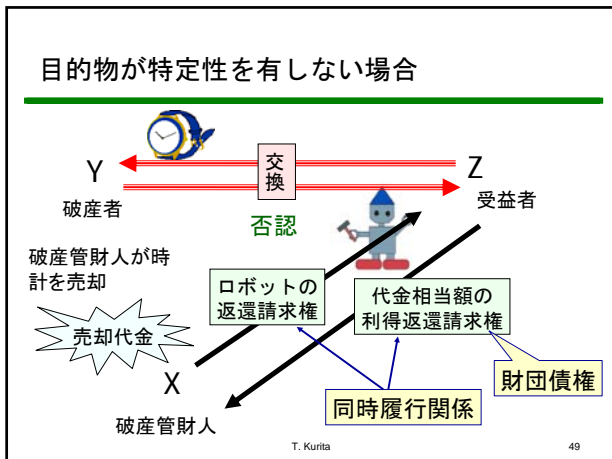 目的物が特定性を有しない場合
Y
破産者
交換
Z
受益者
否認
破産管財人が時
計を売却
売却代金
ロボットの
返還請求権
代金相当額の
利得返還請求権
X
破産管財人
同時履行関係
財団債権
T. Kurita
49